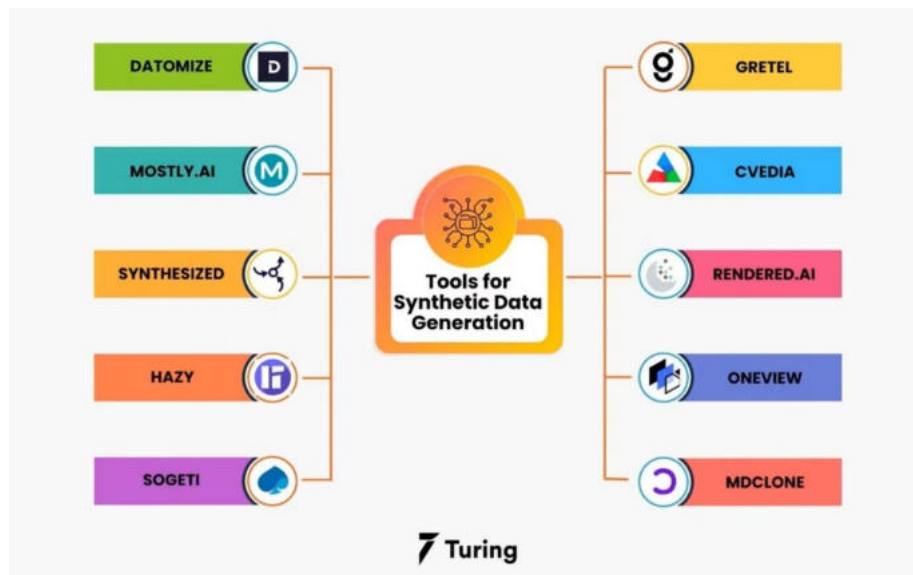 DATOMIZE
D
MOSTLY.AI
M
SYNTHESIZED
HAZY
SOGETI
Tools for
Synthetic Data
Generation
g
GRETEL
CVEDIA
RENDERED.AI
ONEVIEW
MDCLONE
Turing